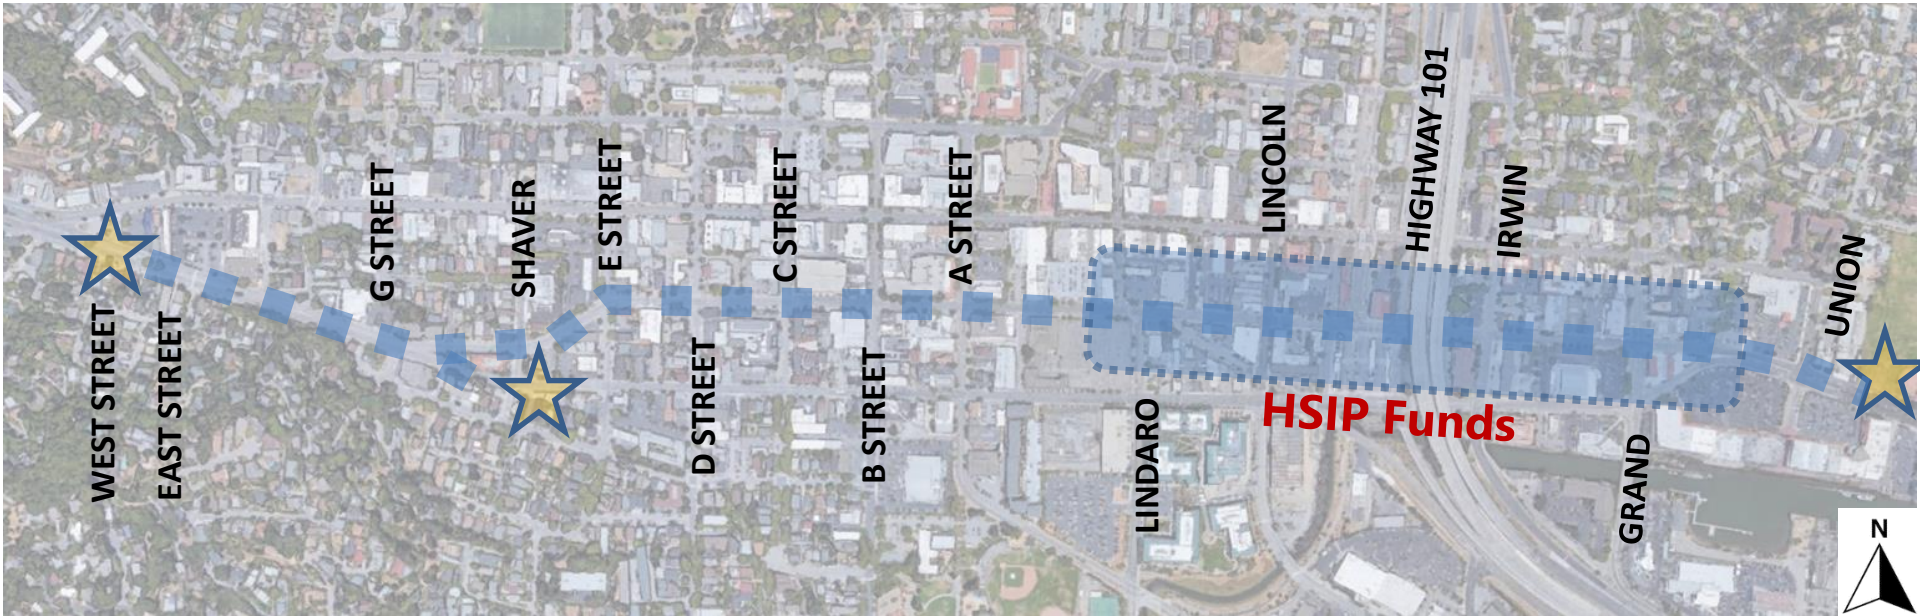 WEST STREET
EAST STREET
G STREET
SHAVER
E STREET
D STREET
C STREET
B STREET
A STREET
LINDARO
LINCOLN
HIGHWAY 101
IRWIN
HSIP Funds
GRAND
UNION
N